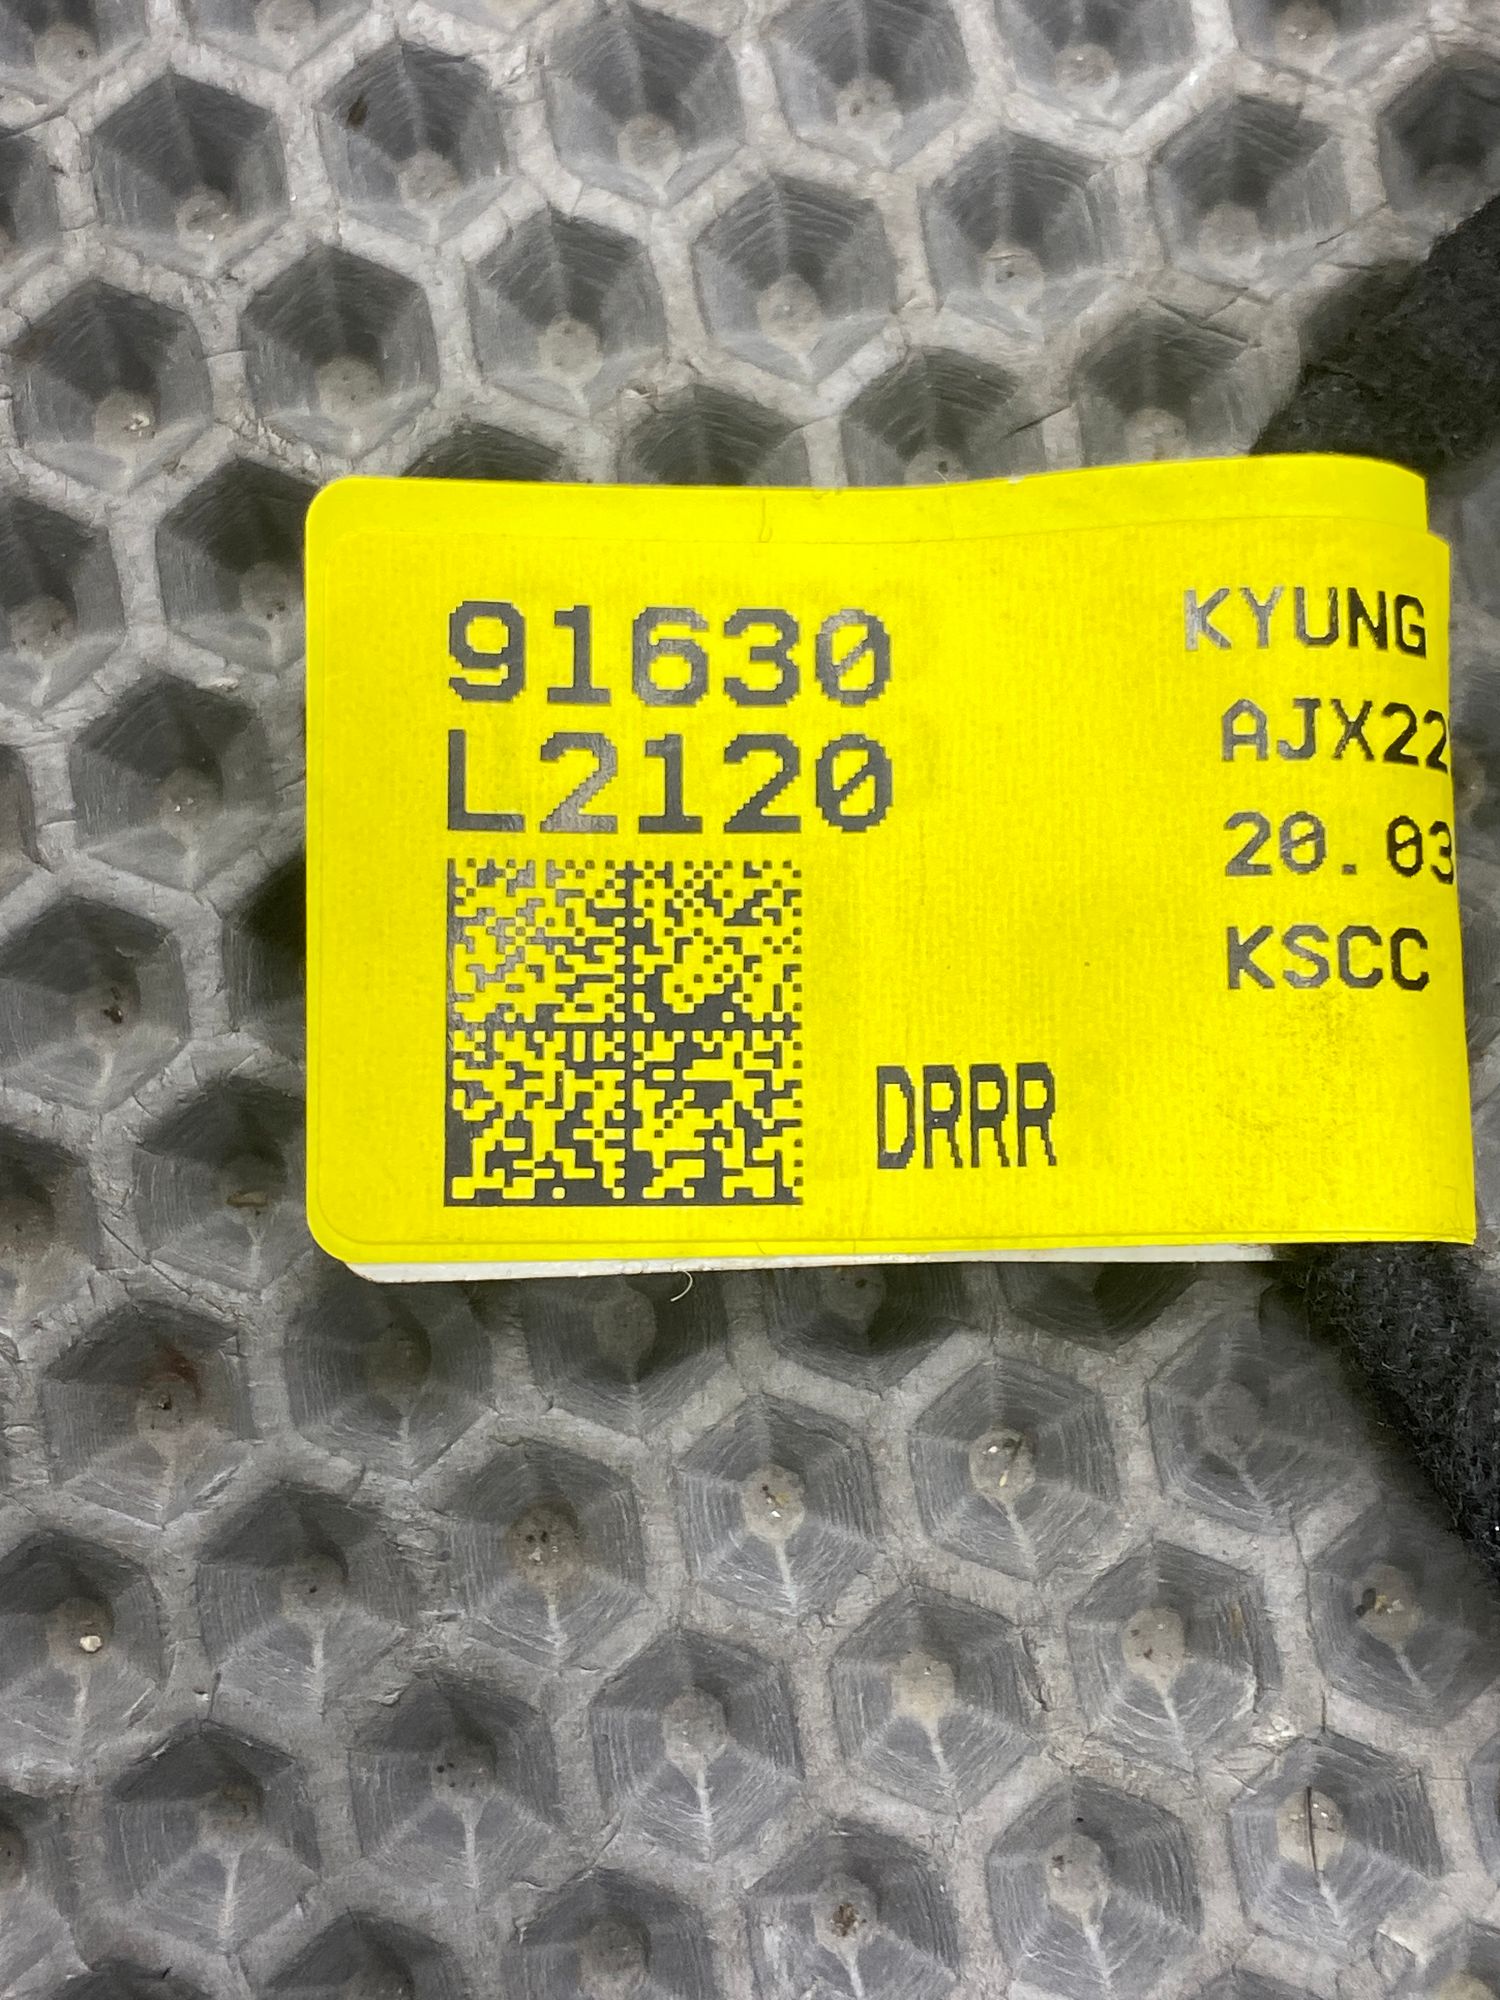 91630
L2120
DRRR
KYUNG
AJX22
20.03
KSCC